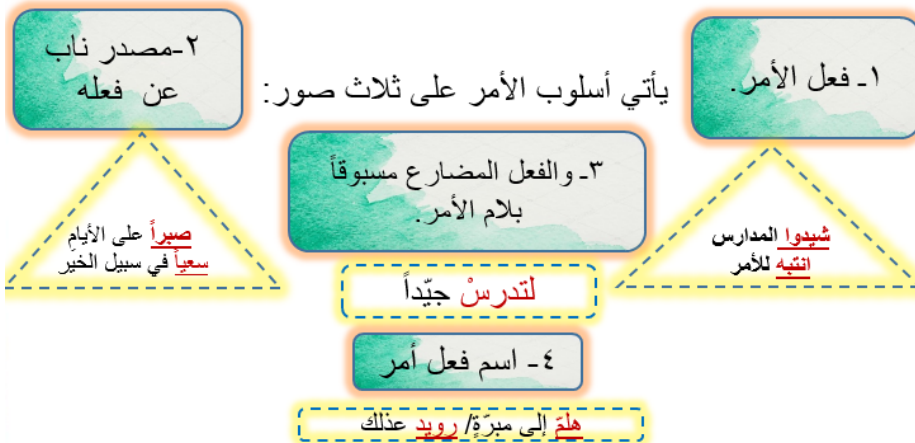 يأتي أسلوب الأمر على ثلاث صور:
١ـ فعل الأمر.
شيدوا المدارس
انتبه للأمر
٢-مصدر ناب
عن فعله
صبراً على الأيامِ
سعياً في سبيل الخير
٣ـ والفعل المضارع مسبوقاً
بلام الأمر.
لتدرسْ جيّداً
٤- اسم فعل أمر
هلمّ إلى مبرّةٍ/ رويد عذلك